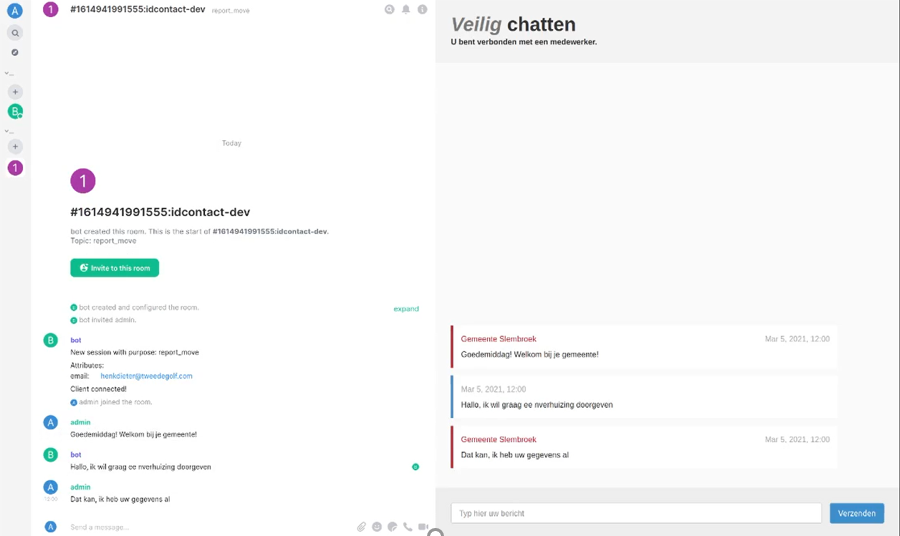 A
1
#1614941991555:idcontact-dev report_move
Today
1
#1614941991555:idcontact-dev
bot created this room. This is the start of #1614941991555:idcontact-dev.
Topic: report_move
Invite to this room
bot created and configured the room.
expand
bot invited admin.
B
bot
New session with purpose: report_move
Attributes:
email: henkdieter@tweedegolf.com
Client connected!
admin joined the room.
A
admin
Goedemiddag! Welkom bij je gemeente!
B
bot
Hallo, ik wil graag ee nverhuizing doorgeven
A
admin
12:00 Dat kan, ik heb uw gegevens al
A
Send a message...
B
1
Veilig chatten
U bent verbonden met een medewerker.
Gemeente Slembroek Mar 5, 2021, 12:00
Goedemiddag! Welkom bij je gemeente!
Mar 5, 2021, 12:00
Hallo, ik wil graag ee nverhuizing doorgeven
Gemeente Slembroek Mar 5, 2021, 12:00
Dat kan, ik heb uw gegevens al
Typ hier uw bericht
Verzenden